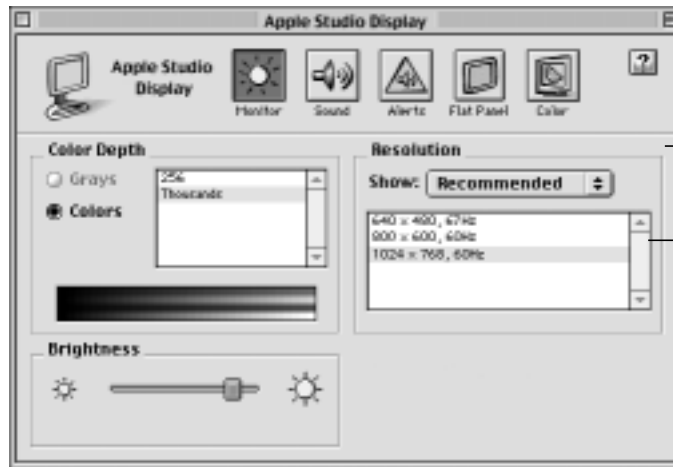 Apple Studio Display
Apple Studio
Display
Monitor
Sound
Alerts
Flat Panel
Color
?
Color Depth
Grays
Colors
256
Thousands
Resolution
Show: Recommended
640 x 480, 67Hz
800 x 600, 60Hz
1024 x 768, 60Hz
Brightness